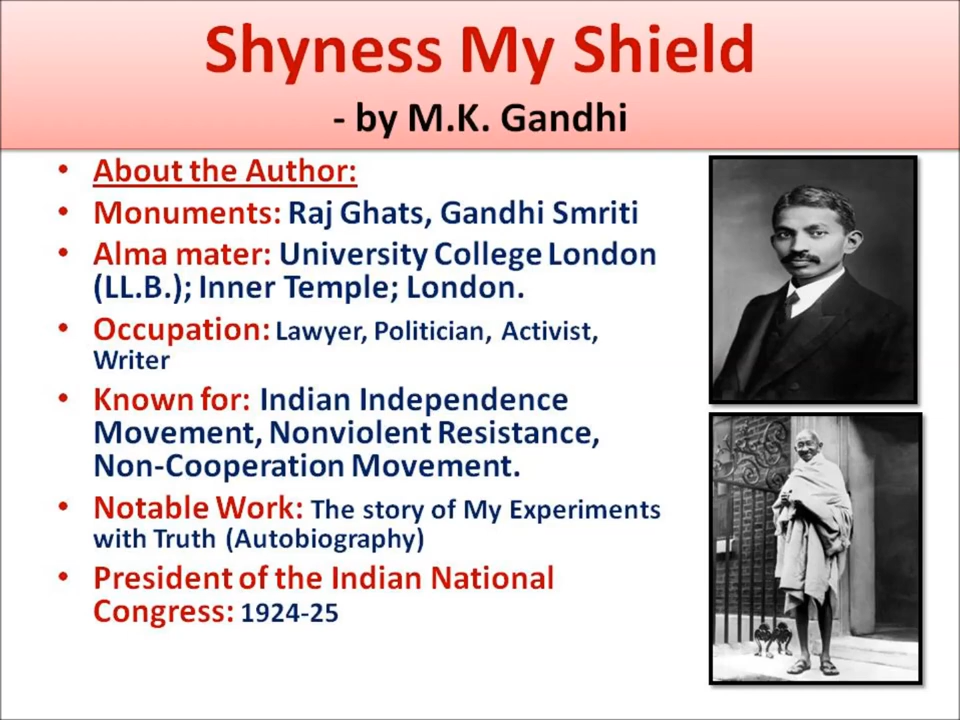 Shyness My Shield
- by M.K. Gandhi
• About the Author:
• Monuments: Raj Ghats, Gandhi Smriti
• Alma mater: University College London
(LL.B.); Inner Temple; London.
• Occupation: Lawyer, Politician, Activist,
Writer
• Known for: Indian Independence
Movement, Nonviolent Resistance,
Non-Cooperation Movement.
• Notable Work: The story of My Experiments
with Truth (Autobiography)
• President of the Indian National
Congress: 1924-25